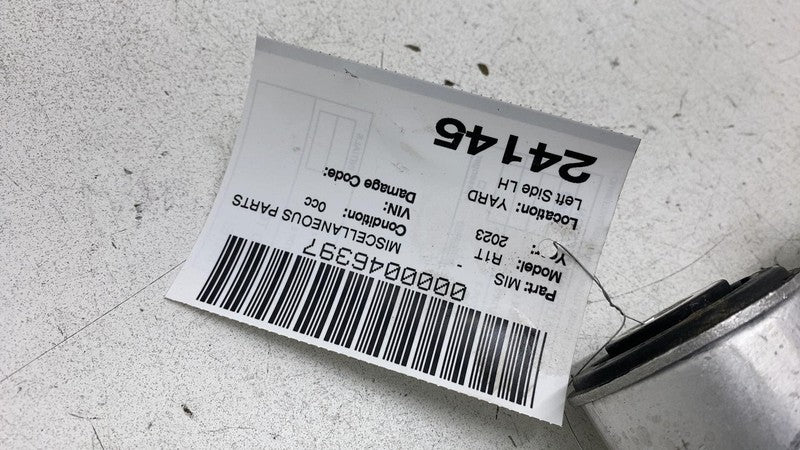 0000046397
Part: MIS - MISCELLANEOUS PARTS
Model: R1T Condition: 0cc
Year: 2023 VIN:
Location: YARD Damage Code:
Left Side LH
24145